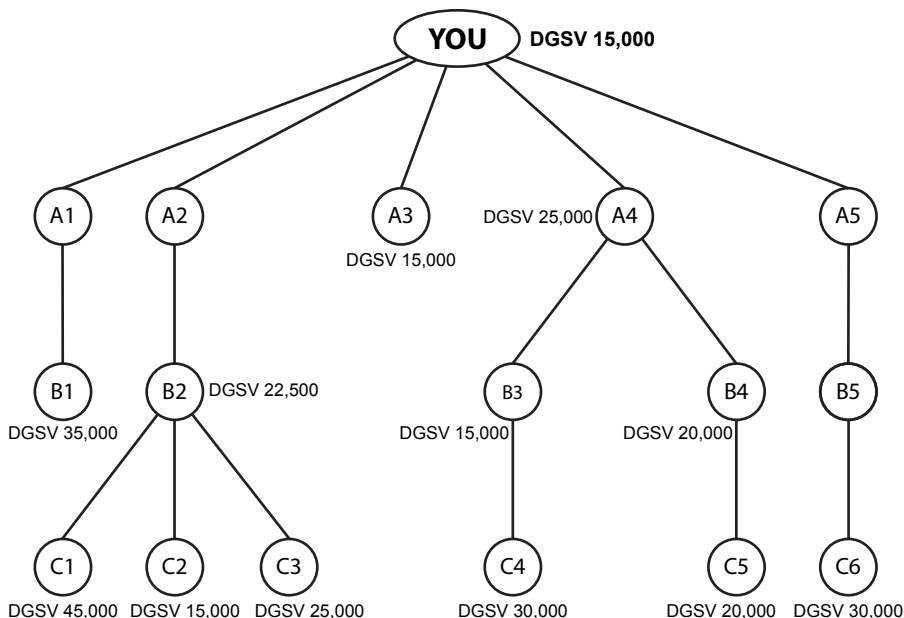 YOU DGSV 15,000
A1 A2 A3 DGSV 25,000 A4 A5
DGSV 15,000
B1 B2 DGSV 22,500 B3 B4 B5
DGSV 35,000 DGSV 15,000 DGSV 20,000
C1 C2 C3 C4 C5 C6
DGSV 45,000 DGSV 15,000 DGSV 25,000 DGSV 30,000 DGSV 20,000 DGSV 30,000